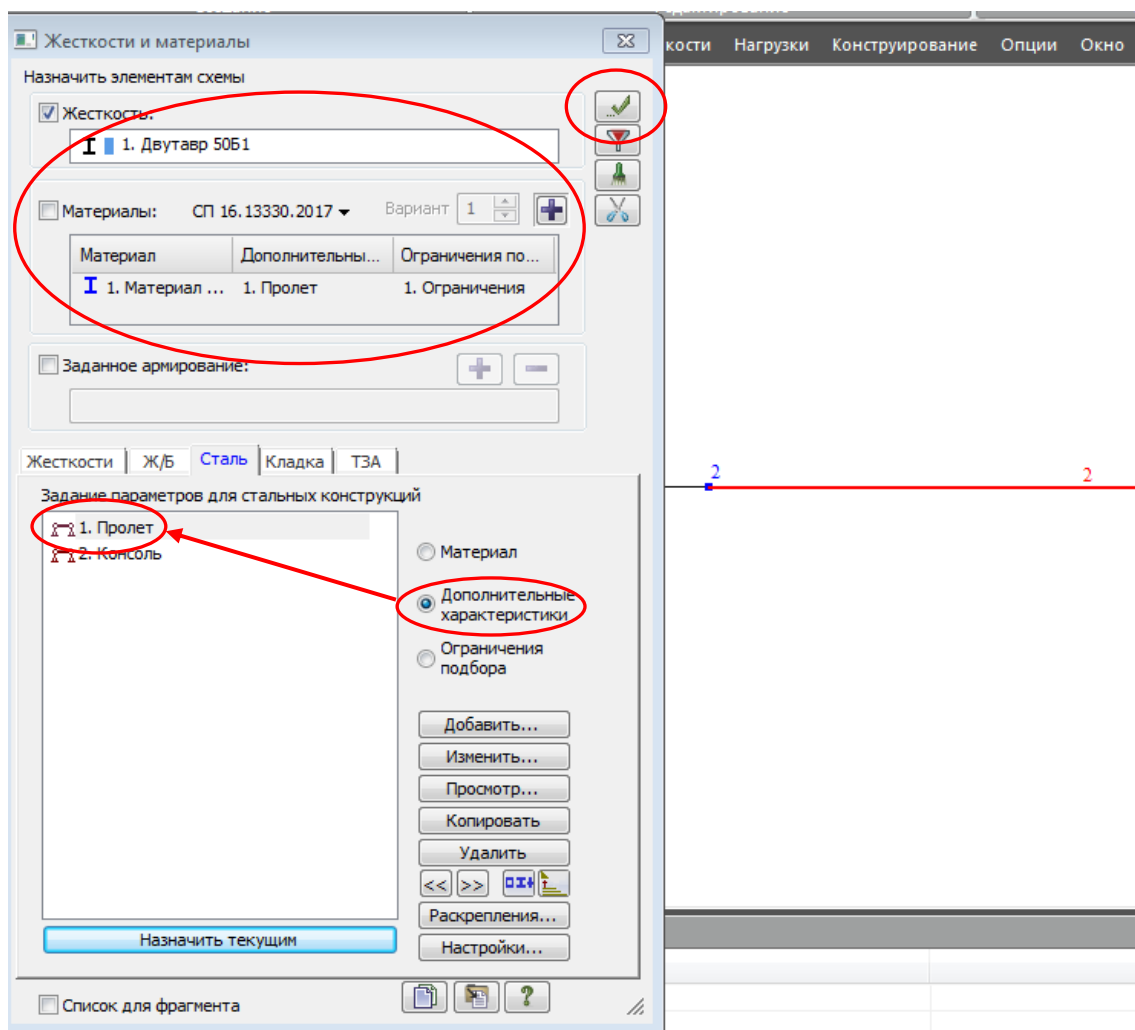 Жесткости и материалы
кости Нагрузки Конструирование Опции Окно
Назначить элементам схемы
Жесткость:
1. Двутавр 50Б1
Материалы: СП 16.13330.2017 Вариант 1
Материал Дополнительны... Ограничения по...
1. Материал ... 1. Пролет 1. Ограничения
Заданное армирование:
Жесткости Ж/Б Сталь Кладка ТЗА
Задание параметров для стальных конструкций
1. Пролет
2. Консоль
Материал
Дополнительные
характеристики
Ограничения
подбора
Добавить...
Изменить...
Просмотр...
Копировать
Удалить
<< >>
Раскрепления...
Назначить текущим
Настройки...
Список для фрагмента
?
2
2